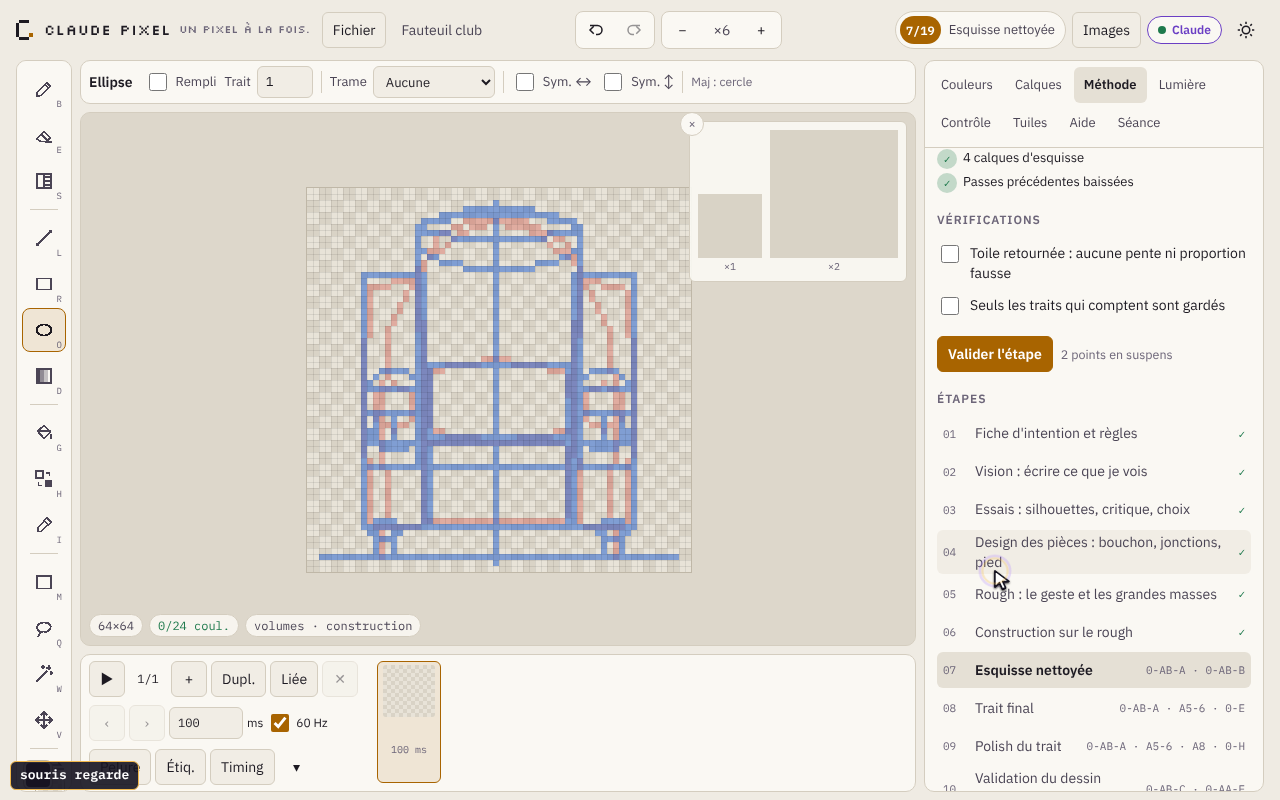 CLAUDE PIXEL UN PIXEL À LA FOIS. Fichier Fauteuil club − ×6 + 7/19 Esquisse nettoyée Images Claude
Ellipse Rempli Trait 1 Trame Aucune Sym. ↔ Sym. ↕ Maj : cercle
B
E
S
L
R
O
D
G
H
I
M
Q
W
V
×
×1 ×2
64×64 0/24 coul. volumes · construction
▶ 1/1 + Dupl. Liée ×
‹ › 100 ms ✓ 60 Hz
Étiq. Timing ▼
100 ms
souris regarde
Couleurs Calques Méthode Lumière
Contrôle Tuiles Aide Séance
✓ 4 calques d'esquisse
✓ Passes précédentes baissées
VÉRIFICATIONS
Toile retournée : aucune pente ni proportion
fausse
Seuls les traits qui comptent sont gardés
Valider l'étape 2 points en suspens
ÉTAPES
01 Fiche d'intention et règles ✓
02 Vision : écrire ce que je vois ✓
03 Essais : silhouettes, critique, choix ✓
04 Design des pièces : bouchon, jonctions,
pied ✓
05 Rough : le geste et les grandes masses ✓
06 Construction sur le rough ✓
07 Esquisse nettoyée 0-AB-A · 0-AB-B
08 Trait final 0-AB-A · A5-6 · 0-E
09 Polish du trait 0-AB-A · A5-6 · A8 · 0-H
10 Validation du dessin 0-AB-C · 0-AA-E